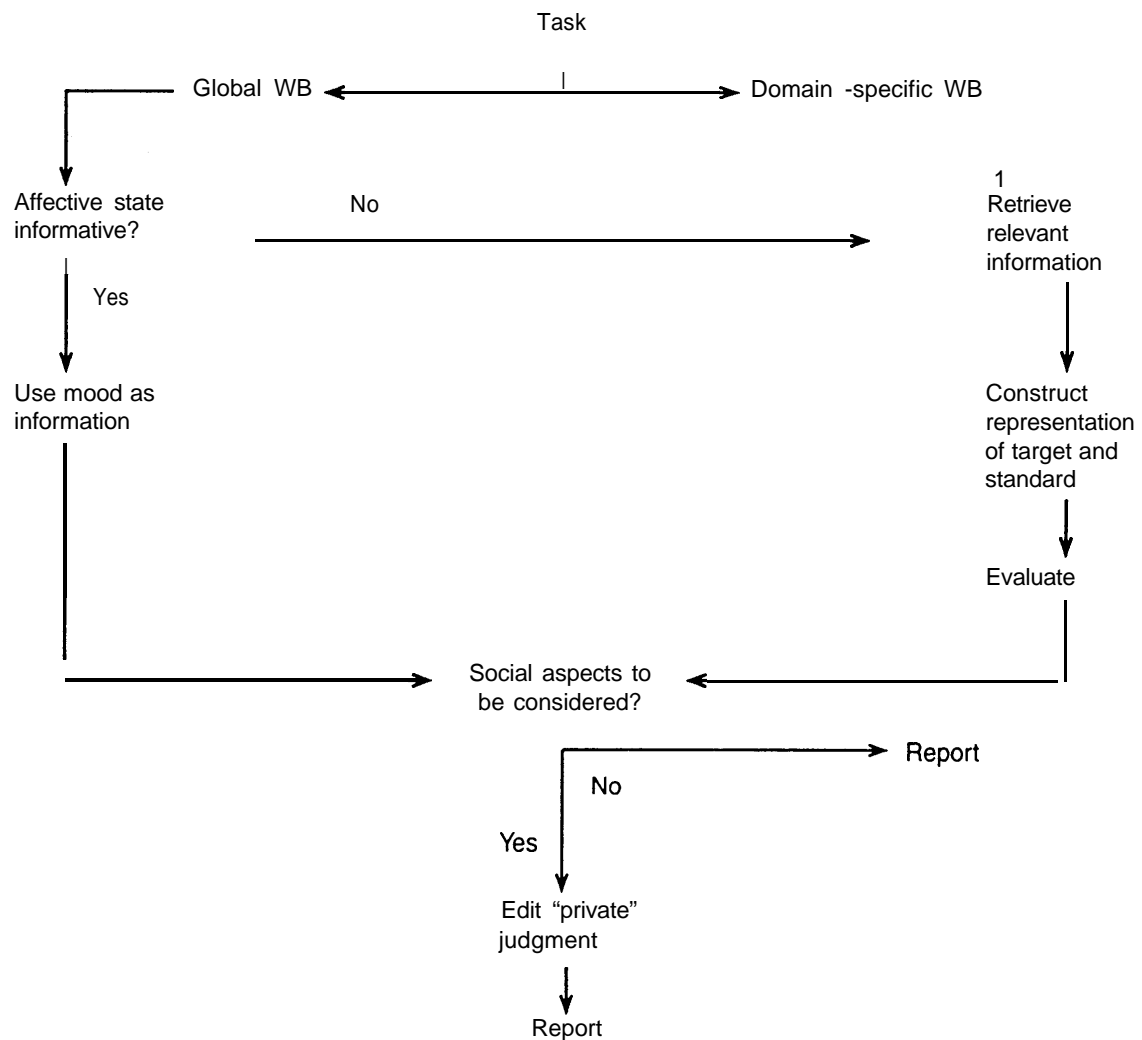 Task
Global WB
Domain -specific WB
Affective state
informative?
No
1
Retrieve
relevant
information
Yes
Use mood as
information
Construct
representation
of target and
standard
Evaluate
Social aspects to
be considered?
Report
No
Yes
Edit “private”
judgment
Report